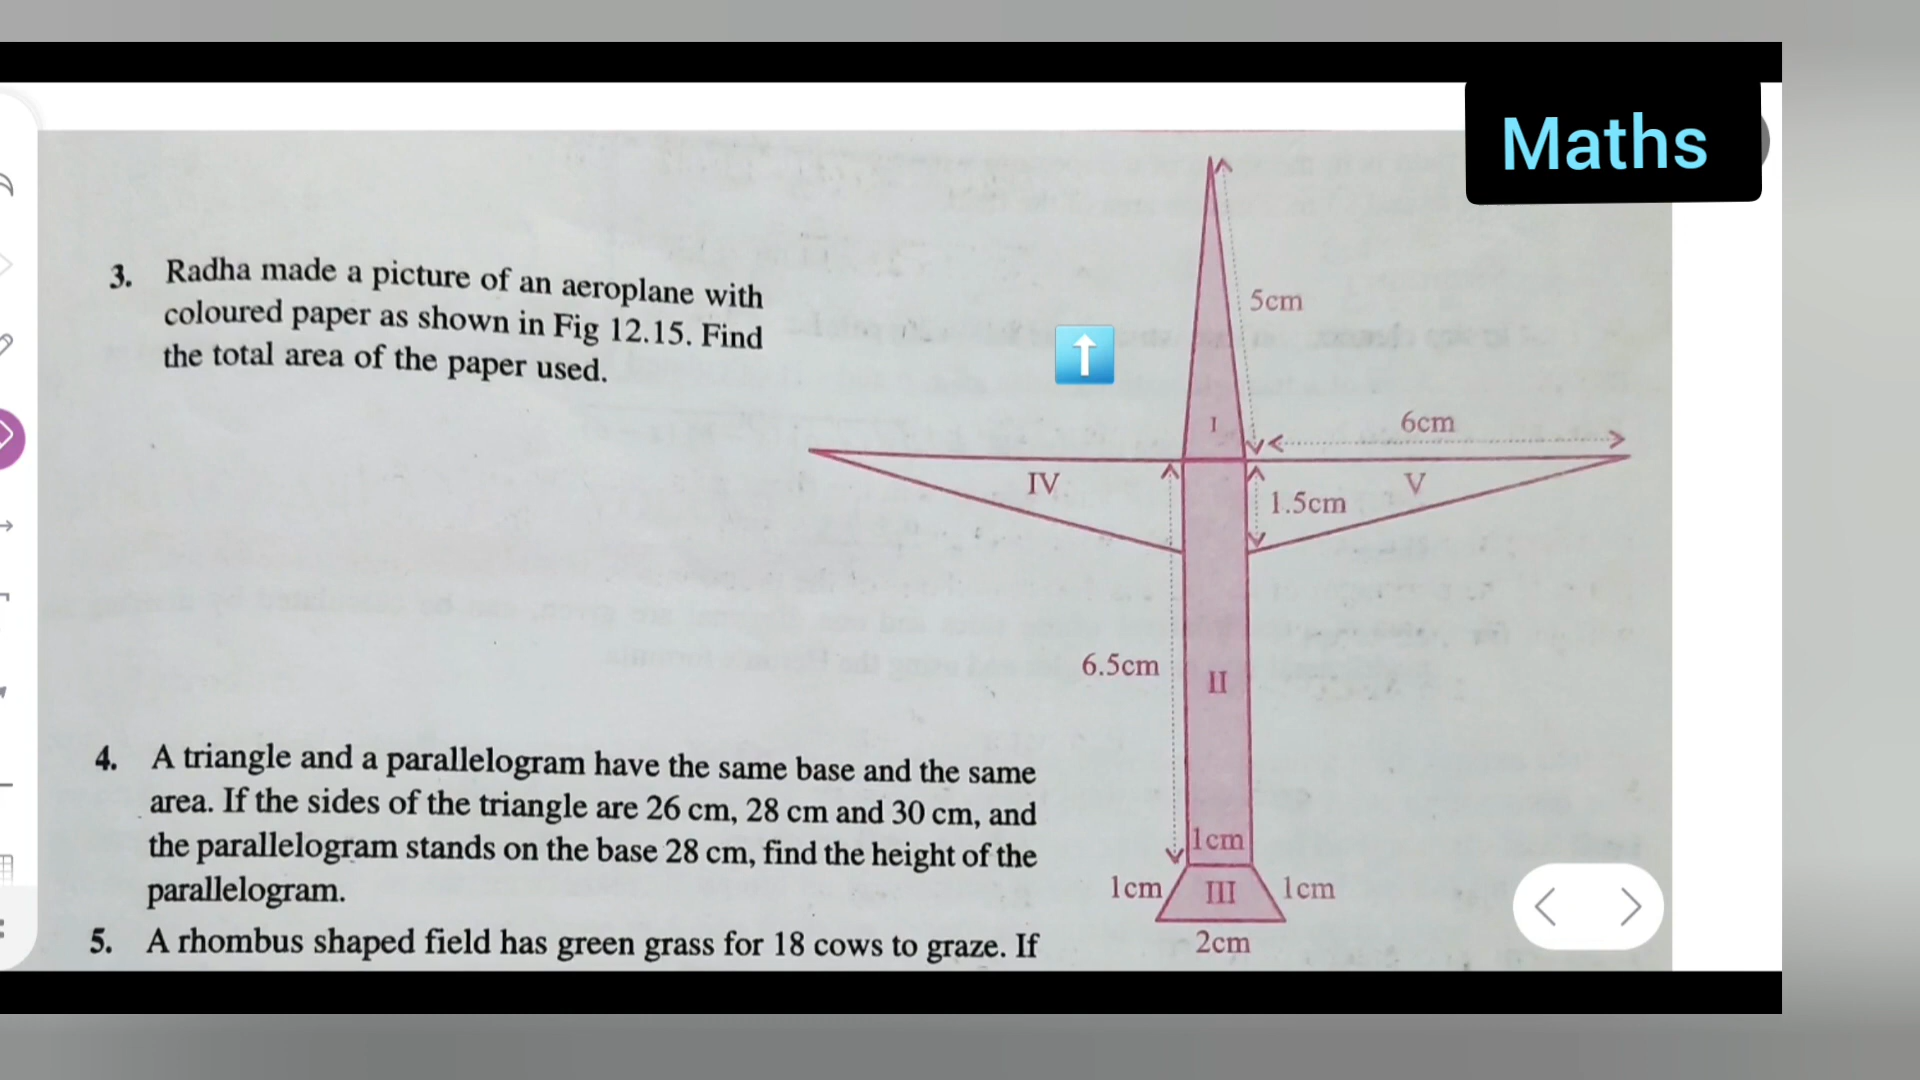 Maths
3. Radha made a picture of an aeroplane with
coloured paper as shown in Fig 12.15. Find
the total area of the paper used.
5cm
I
6cm
IV
1.5cm
V
6.5cm
II
1cm
1cm
III
1cm
2cm
4. A triangle and a parallelogram have the same base and the same
area. If the sides of the triangle are 26 cm, 28 cm and 30 cm, and
the parallelogram stands on the base 28 cm, find the height of the
parallelogram.
5. A rhombus shaped field has green grass for 18 cows to graze. If